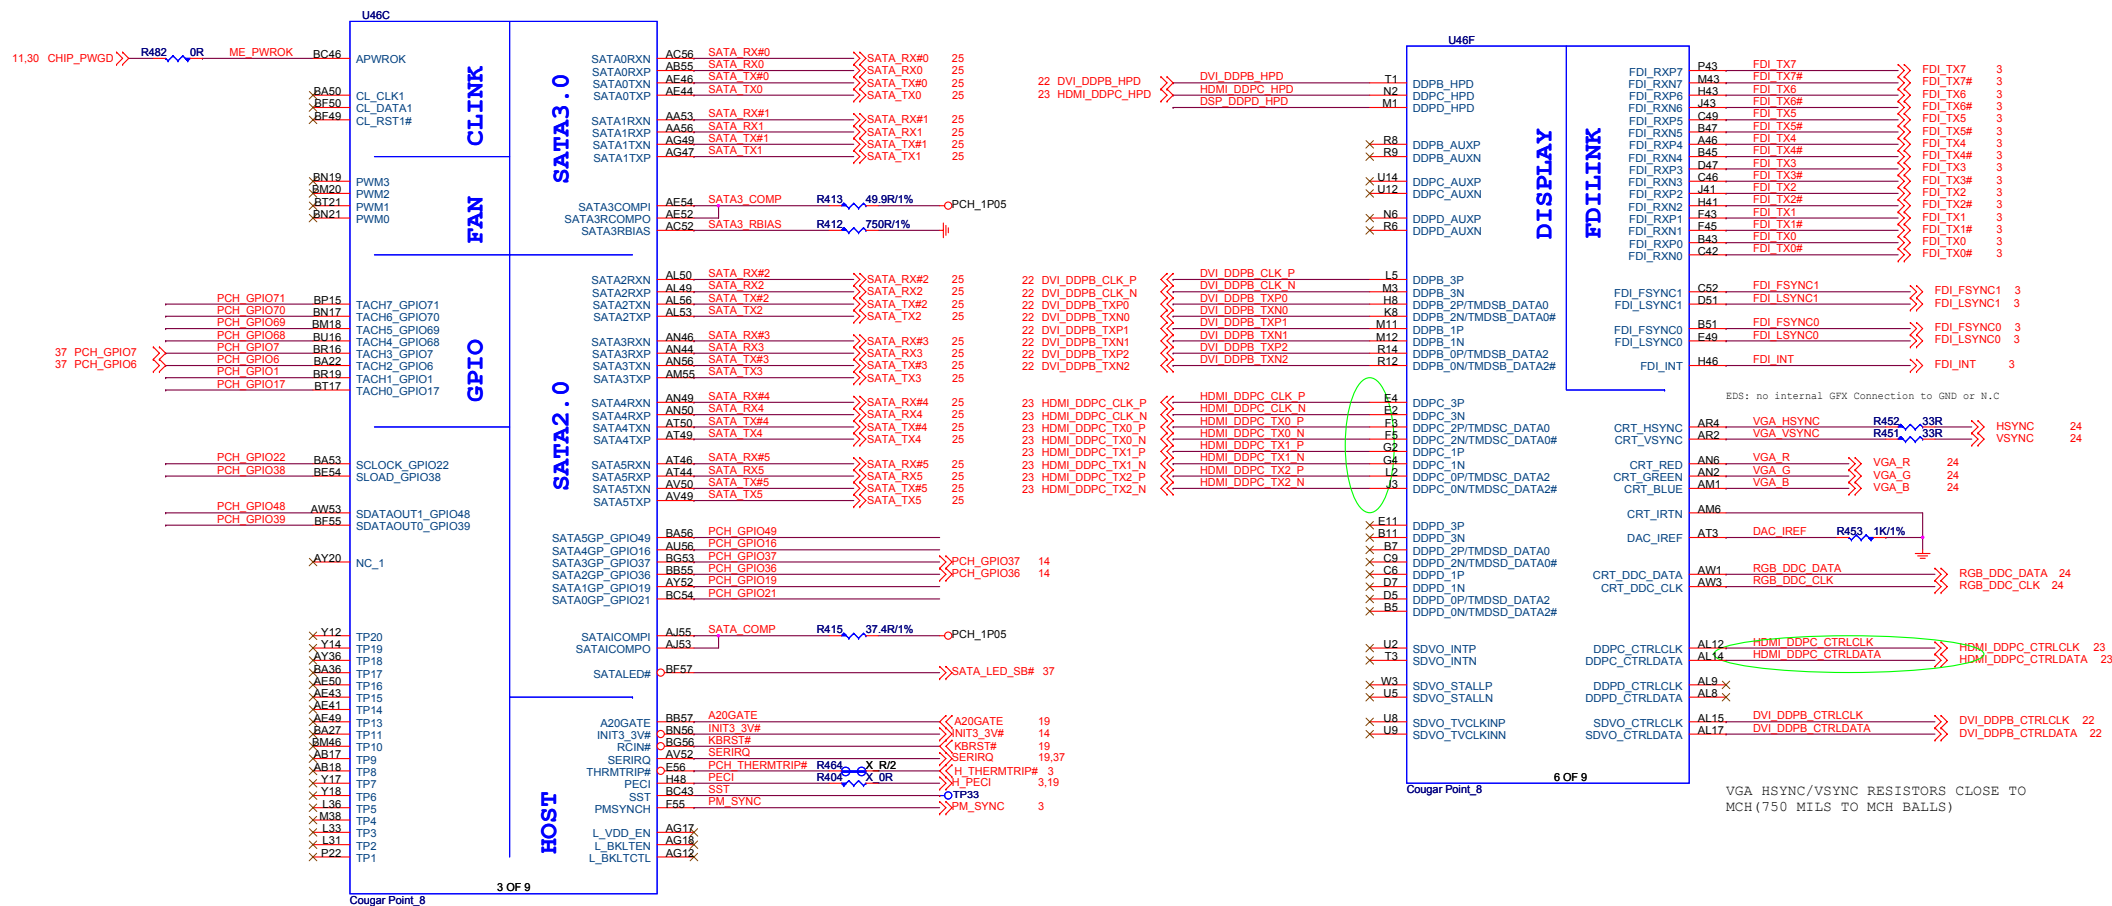 U46C
11,30 CHIP_PWGD R482 0R ME_PWROK BC46 APWROK
BA50 CL_CLK1
BF50 CL_DATA1
BF49 CL_RST1#
CLINK
BN19 PWM3
BM20 PWM2
BT21 PWM1
BN21 PWM0
FAN
PCH_GPIO71 BP15 TACH7_GPIO71
PCH_GPIO70 BN17 TACH6_GPIO70
PCH_GPIO69 BM18 TACH5_GPIO69
PCH_GPIO68 BU16 TACH4_GPIO68
37 PCH_GPIO7 PCH_GPIO7 BR16 TACH3_GPIO7
37 PCH_GPIO6 PCH_GPIO6 BA22 TACH2_GPIO6
PCH_GPIO1 BR19 TACH1_GPIO1
PCH_GPIO17 BT17 TACH0_GPIO17
GPIO
PCH_GPIO22 BA53 SCLOCK_GPIO22
PCH_GPIO38 BE54 SLOAD_GPIO38
PCH_GPIO48 AW53 SDATAOUT1_GPIO48
PCH_GPIO39 BF55 SDATAOUT0_GPIO39
AY20 NC_1
Y12 TP20
Y14 TP19
AY36 TP18
BA36 TP17
AE50 TP16
AE43 TP15
AE41 TP14
AE49 TP13
BA27 TP11
BM46 TP10
AB17 TP9
AB18 TP8
Y17 TP7
Y18 TP6
L36 TP5
M38 TP4
L33 TP3
L31 TP2
P22 TP1
SATA3.0
SATA0RXN AC56 SATA_RX#0 SATA_RX#0 25
SATA0RXP AB55 SATA_RX0 SATA_RX0 25
SATA0TXN AE46 SATA_TX#0 SATA_TX#0 25
SATA0TXP AE44 SATA_TX0 SATA_TX0 25
SATA1RXN AA53 SATA_RX#1 SATA_RX#1 25
SATA1RXP AA56 SATA_RX1 SATA_RX1 25
SATA1TXN AG49 SATA_TX#1 SATA_TX#1 25
SATA1TXP AG47 SATA_TX1 SATA_TX1 25
SATA3COMPI AE54 SATA3_COMP R413 49.9R/1% PCH_1P05
SATA3RCOMPO AE52
SATA3RBIAS AC52 SATA3_RBIAS R412 750R/1%
SATA2RXN AL50 SATA_RX#2 SATA_RX#2 25
SATA2RXP AL49 SATA_RX2 SATA_RX2 25
SATA2TXN AL56 SATA_TX#2 SATA_TX#2 25
SATA2TXP AL53 SATA_TX2 SATA_TX2 25
SATA3RXN AN46 SATA_RX#3 SATA_RX#3 25
SATA3RXP AN44 SATA_RX3 SATA_RX3 25
SATA3TXN AN56 SATA_TX#3 SATA_TX#3 25
SATA3TXP AM55 SATA_TX3 SATA_TX3 25
SATA2.0
SATA4RXN AN49 SATA_RX#4 SATA_RX#4 25
SATA4RXP AN50 SATA_RX4 SATA_RX4 25
SATA4TXN AT50 SATA_TX#4 SATA_TX#4 25
SATA4TXP AT49 SATA_TX4 SATA_TX4 25
SATA5RXN AT46 SATA_RX#5 SATA_RX#5 25
SATA5RXP AT44 SATA_RX5 SATA_RX5 25
SATA5TXN AV50 SATA_TX#5 SATA_TX#5 25
SATA5TXP AV49 SATA_TX5 SATA_TX5 25
SATA5GP_GPIO49 BA56 PCH_GPIO49
SATA4GP_GPIO16 AU56 PCH_GPIO16
SATA3GP_GPIO37 BG53 PCH_GPIO37 PCH_GPIO37 14
SATA2GP_GPIO36 BB55 PCH_GPIO36 PCH_GPIO36 14
SATA1GP_GPIO19 AY52 PCH_GPIO19
SATA0GP_GPIO21 BC54 PCH_GPIO21
SATAICOMPI AJ55 SATA_COMP R415 37.4R/1% PCH_1P05
SATAICOMPO AJ53
SATALED# BF57 SATA_LED_SB# 37
HOST
A20GATE BB57 A20GATE A20GATE 19
INIT3_3V# BN56 INIT3_3V# INIT3_3V# 14
RCIN# BG56 KBRST# KBRST# 19
SERIRQ AV52 SERIRQ SERIRQ 19,37
THRMTRIP# E56 PCH_THERMTRIP# R464 X_R/2 H_THERMTRIP# 3
PECI H48 PECI R404 X_0R H_PECI 3,19
SST BC43 SST TP33
PMSYNCH F55 PM_SYNC PM_SYNC 3
L_VDD_EN AG17
L_BKLTEN AG18
L_BKLTCTL AG12
3 OF 9
Cougar Point_8
U46F
22 DVI_DDPB_HPD DVI_DDPB_HPD T1 DDPB_HPD
23 HDMI_DDPC_HPD HDMI_DDPC_HPD N2 DDPC_HPD
DSP_DDPD_HPD M1 DDPD_HPD
R8 DDPB_AUXP
R9 DDPB_AUXN
U14 DDPC_AUXP
U12 DDPC_AUXN
N6 DDPD_AUXP
R6 DDPD_AUXN
22 DVI_DDPB_CLK_P DVI_DDPB_CLK_P L5 DDPB_3P
22 DVI_DDPB_CLK_N DVI_DDPB_CLK_N M3 DDPB_3N
22 DVI_DDPB_TXP0 DVI_DDPB_TXP0 H8 DDPB_2P/TMDSB_DATA0
22 DVI_DDPB_TXN0 DVI_DDPB_TXN0 K8 DDPB_2N/TMDSB_DATA0#
22 DVI_DDPB_TXP1 DVI_DDPB_TXP1 M11 DDPB_1P
22 DVI_DDPB_TXN1 DVI_DDPB_TXN1 M12 DDPB_1N
22 DVI_DDPB_TXP2 DVI_DDPB_TXP2 R14 DDPB_0P/TMDSB_DATA2
22 DVI_DDPB_TXN2 DVI_DDPB_TXN2 R12 DDPB_0N/TMDSB_DATA2#
23 HDMI_DDPC_CLK_P HDMI_DDPC_CLK_P E4 DDPC_3P
23 HDMI_DDPC_CLK_N HDMI_DDPC_CLK_N E2 DDPC_3N
23 HDMI_DDPC_TX0_P HDMI_DDPC_TX0_P F3 DDPC_2P/TMDSC_DATA0
23 HDMI_DDPC_TX0_N HDMI_DDPC_TX0_N F5 DDPC_2N/TMDSC_DATA0#
23 HDMI_DDPC_TX1_P HDMI_DDPC_TX1_P G2 DDPC_1P
23 HDMI_DDPC_TX1_N HDMI_DDPC_TX1_N G4 DDPC_1N
23 HDMI_DDPC_TX2_P HDMI_DDPC_TX2_P L2 DDPC_0P/TMDSC_DATA2
23 HDMI_DDPC_TX2_N HDMI_DDPC_TX2_N J3 DDPC_0N/TMDSC_DATA2#
E11 DDPD_3P
B11 DDPD_3N
B7 DDPD_2P/TMDSD_DATA0
C9 DDPD_2N/TMDSD_DATA0#
C6 DDPD_1P
D7 DDPD_1N
D5 DDPD_0P/TMDSD_DATA2
B5 DDPD_0N/TMDSD_DATA2#
U2 SDVO_INTP
T3 SDVO_INTN
W3 SDVO_STALLP
U5 SDVO_STALLN
U8 SDVO_TVCLKINP
U9 SDVO_TVCLKINN
DISPLAY
FDILINK
FDI_RXP7 P43 FDI_TX7 FDI_TX7 3
FDI_RXN7 M43 FDI_TX7# FDI_TX7# 3
FDI_RXP6 H43 FDI_TX6 FDI_TX6 3
FDI_RXN6 J43 FDI_TX6# FDI_TX6# 3
FDI_RXP5 C49 FDI_TX5 FDI_TX5 3
FDI_RXN5 B47 FDI_TX5# FDI_TX5# 3
FDI_RXP4 A46 FDI_TX4 FDI_TX4 3
FDI_RXN4 B45 FDI_TX4# FDI_TX4# 3
FDI_RXP3 D47 FDI_TX3 FDI_TX3 3
FDI_RXN3 C46 FDI_TX3# FDI_TX3# 3
FDI_RXP2 J41 FDI_TX2 FDI_TX2 3
FDI_RXN2 H41 FDI_TX2# FDI_TX2# 3
FDI_RXP1 F43 FDI_TX1 FDI_TX1 3
FDI_RXN1 F45 FDI_TX1# FDI_TX1# 3
FDI_RXP0 B43 FDI_TX0 FDI_TX0 3
FDI_RXN0 C42 FDI_TX0# FDI_TX0# 3
FDI_FSYNC1 C52 FDI_FSYNC1 FDI_FSYNC1 3
FDI_LSYNC1 D51 FDI_LSYNC1 FDI_LSYNC1 3
FDI_FSYNC0 B51 FDI_FSYNC0 FDI_FSYNC0 3
FDI_LSYNC0 E49 FDI_LSYNC0 FDI_LSYNC0 3
FDI_INT H46 FDI_INT FDI_INT 3
EDS: no internal GFX Connection to GND or N.C
CRT_HSYNC AR4 VGA_HSYNC R452 33R HSYNC 24
CRT_VSYNC AR2 VGA_VSYNC R451 33R VSYNC 24
CRT_RED AN6 VGA_R VGA_R 24
CRT_GREEN AN2 VGA_G VGA_G 24
CRT_BLUE AM1 VGA_B VGA_B 24
CRT_IRTN AM6
DAC_IREF AT3 DAC_IREF R453 1K/1%
CRT_DDC_DATA AW1 RGB_DDC_DATA RGB_DDC_DATA 24
CRT_DDC_CLK AW3 RGB_DDC_CLK RGB_DDC_CLK 24
DDPC_CTRLCLK AL12 HDMI_DDPC_CTRLCLK HDMI_DDPC_CTRLCLK 23
DDPC_CTRLDATA AL14 HDMI_DDPC_CTRLDATA HDMI_DDPC_CTRLDATA 23
DDPD_CTRLCLK AL9
DDPD_CTRLDATA AL8
SDVO_CTRLCLK AL15 DVI_DDPB_CTRLCLK DVI_DDPB_CTRLCLK 22
SDVO_CTRLDATA AL17 DVI_DDPB_CTRLDATA DVI_DDPB_CTRLDATA 22
6 OF 9
Cougar Point_8
VGA HSYNC/VSYNC RESISTORS CLOSE TO
MCH(750 MILS TO MCH BALLS)